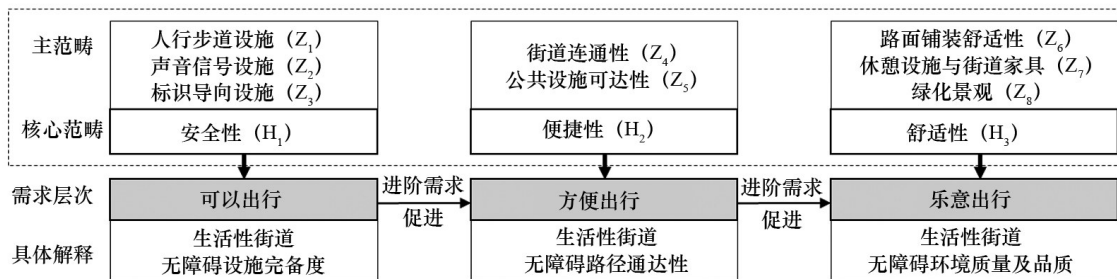 主范畴
人行步道设施（Z₁）
声音信号设施（Z₂）
标识导向设施（Z₃）
街道连通性（Z₄）
公共设施可达性（Z₅）
路面铺装舒适性（Z₆）
休憩设施与街道家具（Z₇）
绿化景观（Z₈）
核心范畴
安全性（H₁）
便捷性（H₂）
舒适性（H₃）
需求层次
可以出行
进阶需求
促进
方便出行
进阶需求
促进
乐意出行
具体解释
生活性街道
无障碍设施完备度
生活性街道
无障碍路径通达性
生活性街道
无障碍环境质量及品质